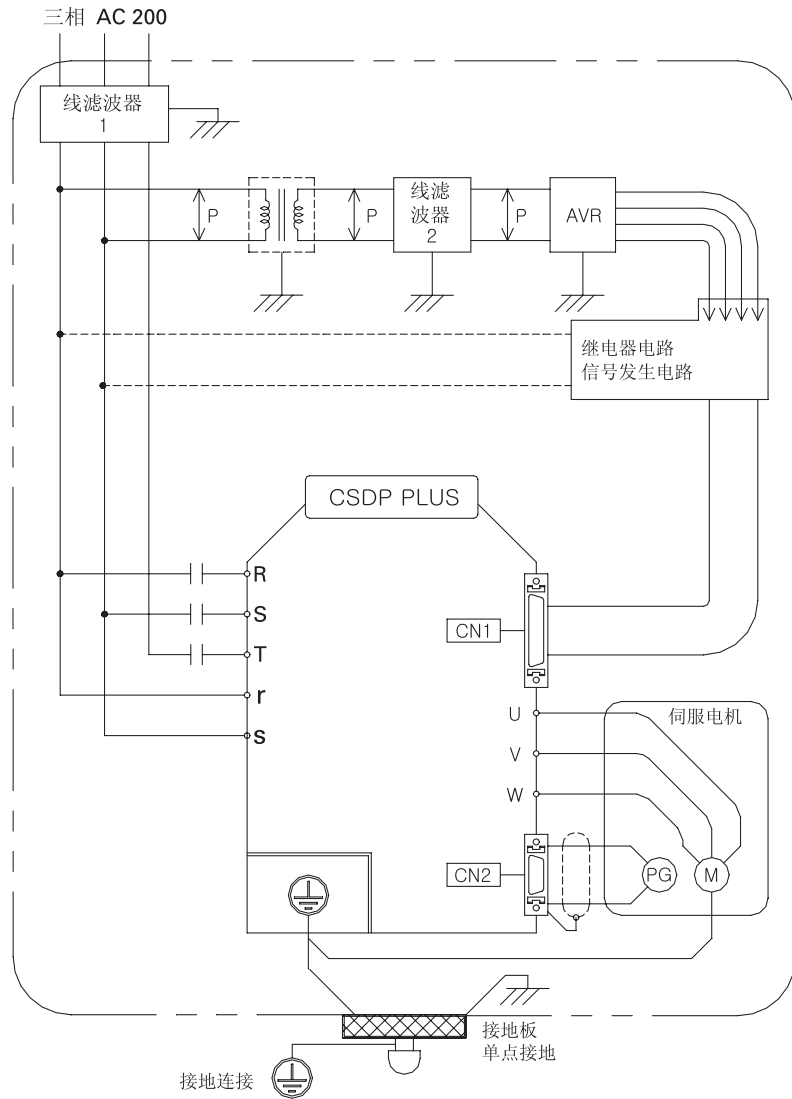 三相 AC 200
线滤波器
1
P
P
线滤
波器
2
P
AVR
继电器电路
信号发生电路
CSDP PLUS
R
S
T
r
s
CN1
U
V
W
伺服电机
CN2
PG
M
接地板
单点接地
接地连接